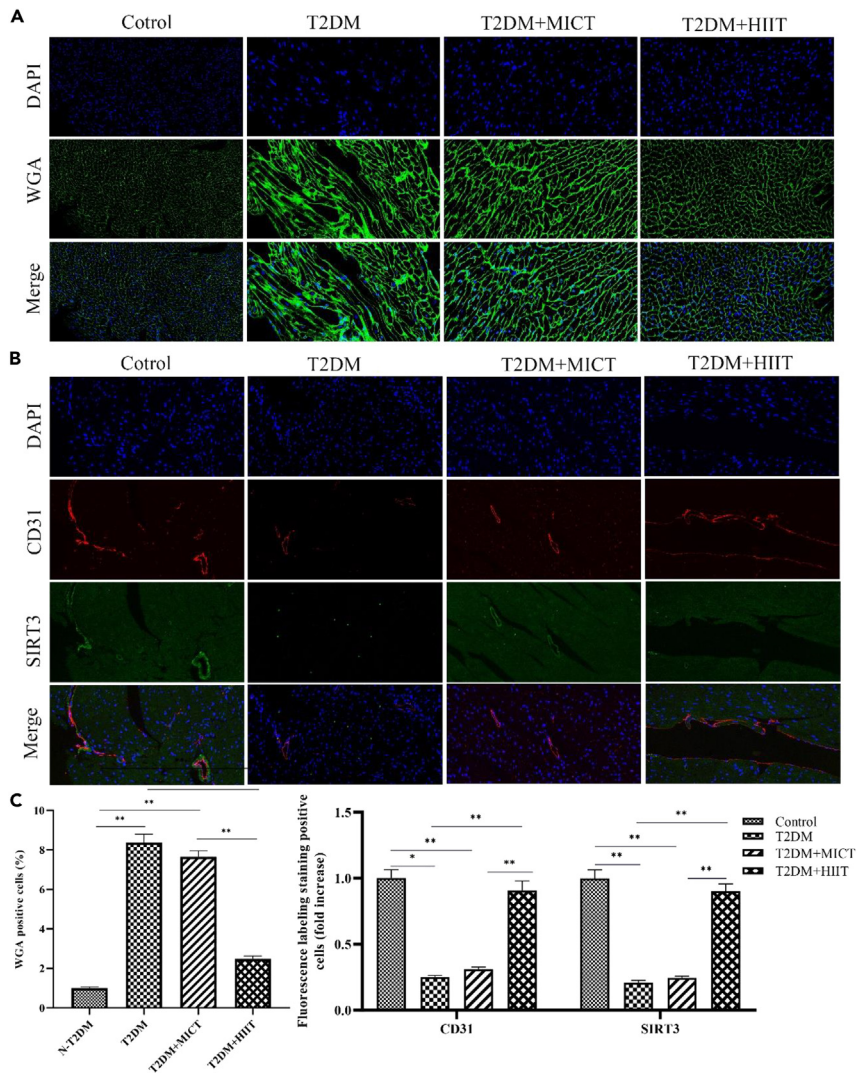 A
Cotrol T2DM T2DM+MICT T2DM+HIIT
DAPI
WGA
Merge
B
Cotrol T2DM T2DM+MICT T2DM+HIIT
DAPI
CD31
SIRT3
Merge
C
WGA positive cells (%)
10
8
6
4
2
0
** ** **
N-T2DM T2DM T2DM+MICT T2DM+HIIT
Fluorescence labeling staining positive
cells (fold increase)
1.5
1.0
0.5
0.0
** ** * **
** ** ** **
CD31 SIRT3
Control
T2DM
T2DM+MICT
T2DM+HIIT